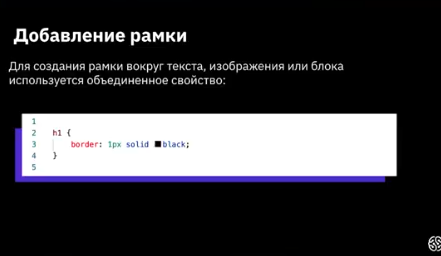 Добавление рамки
Для создания рамки вокруг текста, изображения или блока
используется объединенное свойство:
1
2 h1 {
3 border: 1px solid black;
4 }
5